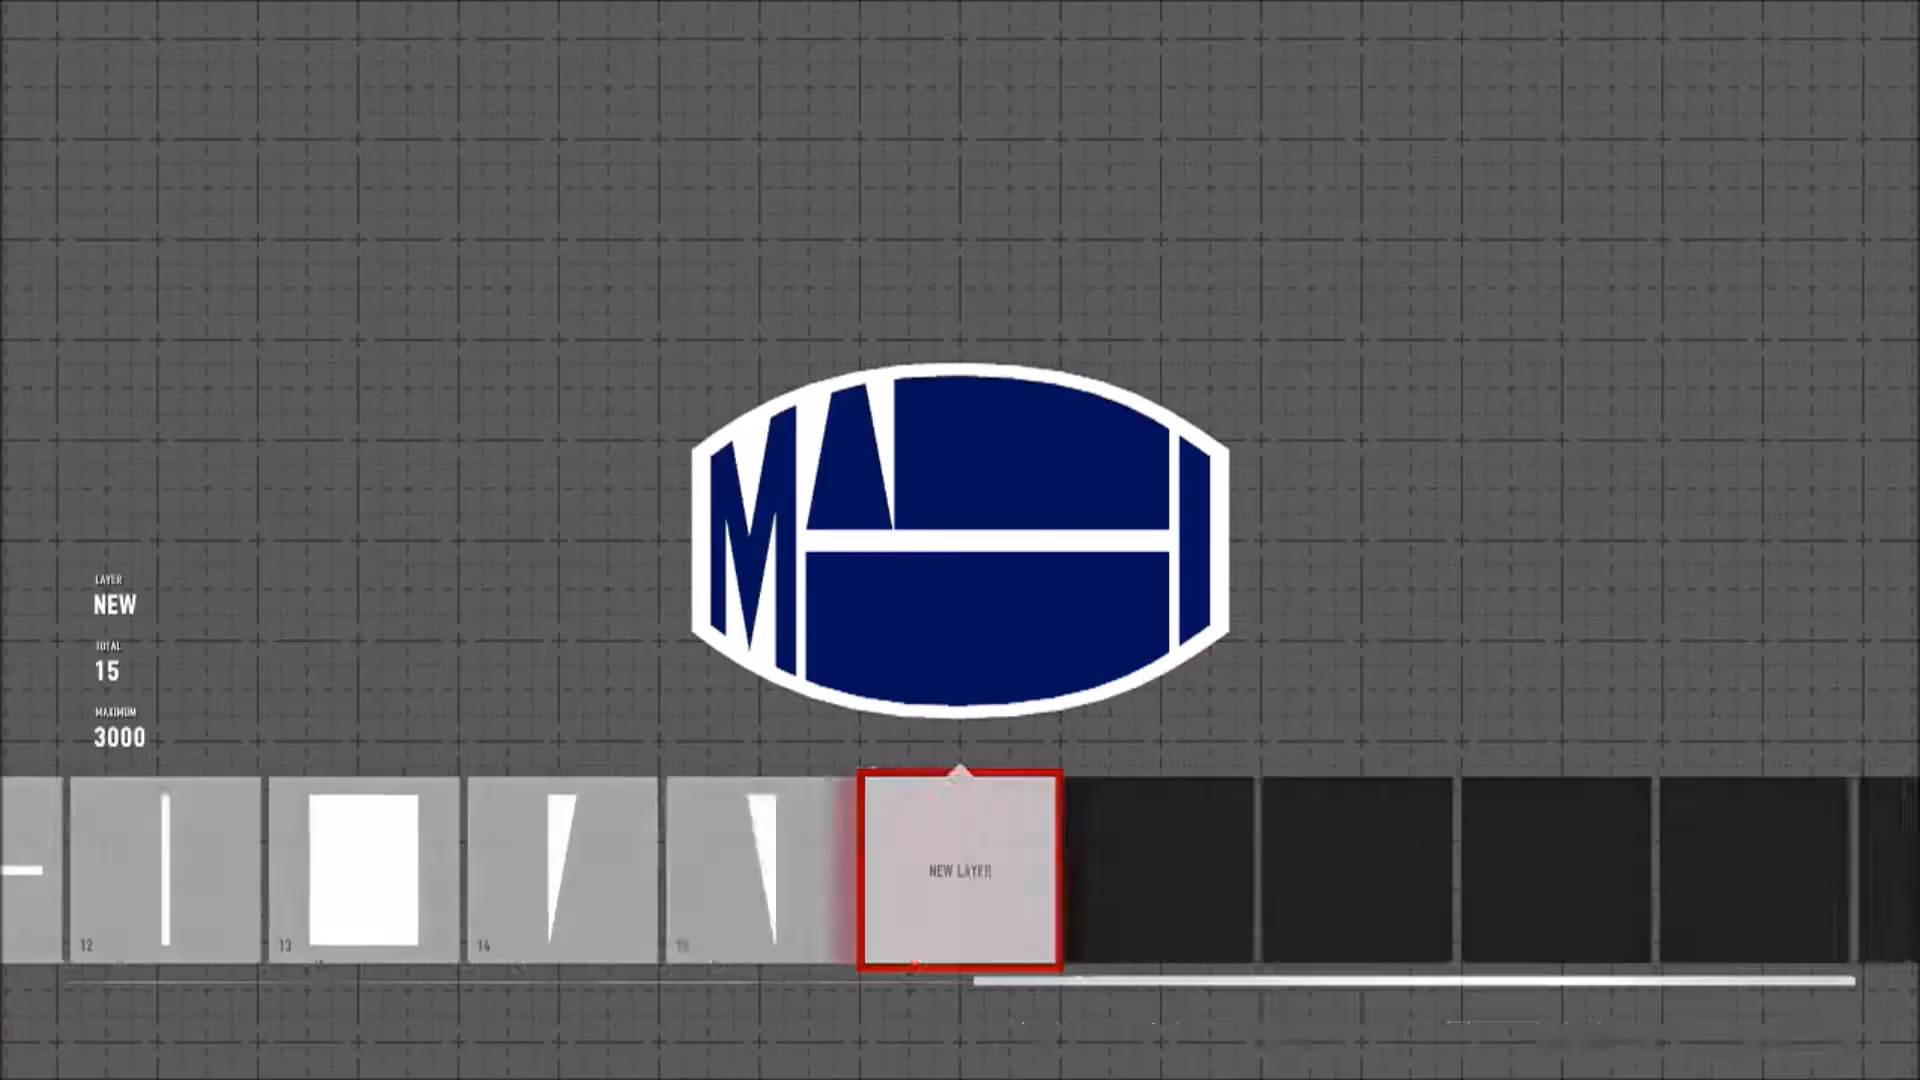 M
LAYER
NEW
TOTAL
15
MAXIMUM
3000
NEW LAYER
12
13
14